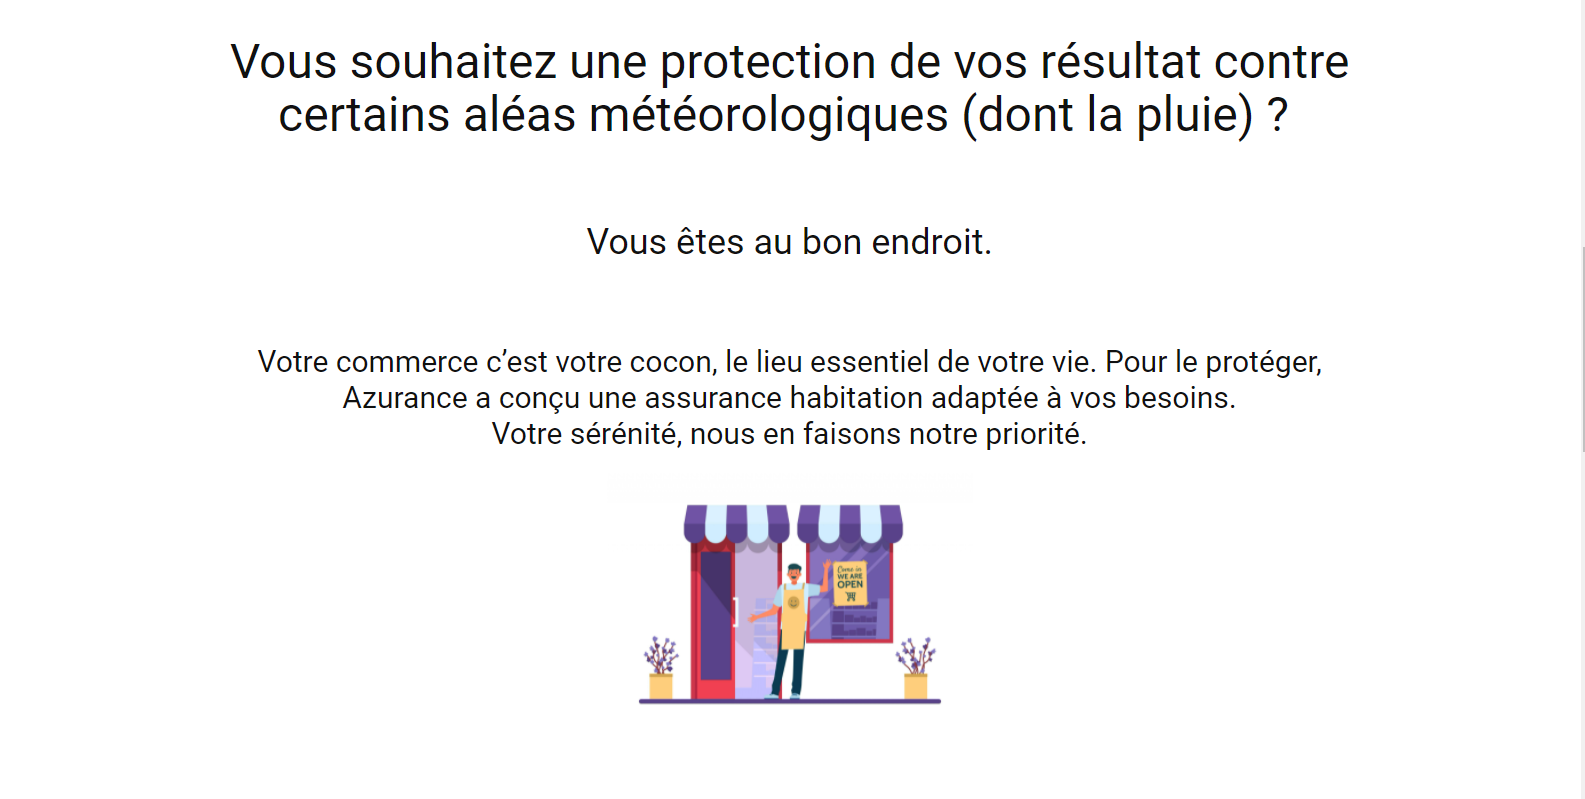 Vous souhaitez une protection de vos résultat contre
certains aléas météorologiques (dont la pluie) ?
Vous êtes au bon endroit.
Votre commerce c’est votre cocon, le lieu essentiel de votre vie. Pour le protéger,
Azurance a conçu une assurance habitation adaptée à vos besoins.
Votre sérénité, nous en faisons notre priorité.
Come in
WE ARE
OPEN